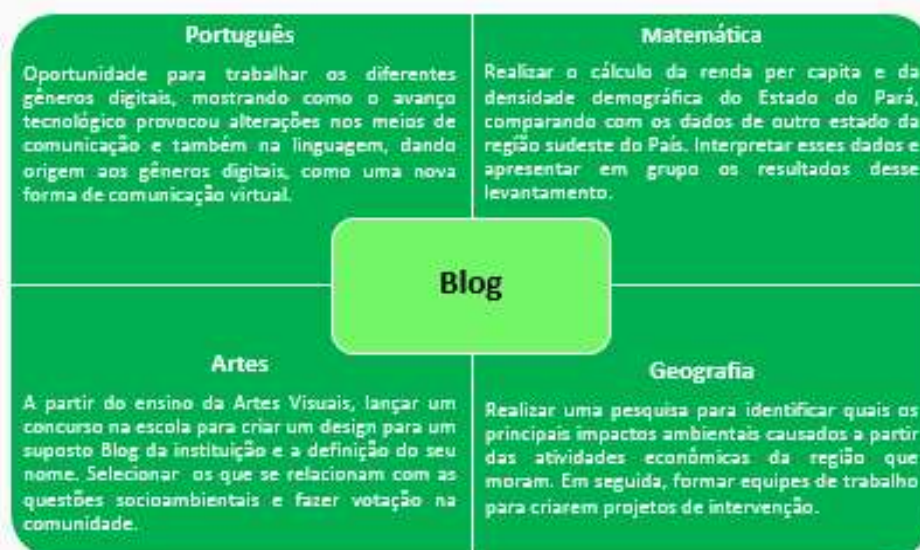 Português
Oportunidade para trabalhar os diferentes
gêneros digitais, mostrando como o avanço
tecnológico provocou alterações nos meios de
comunicação e também na linguagem, dando
origem aos gêneros digitais, como uma nova
forma de comunicação virtual.
Matemática
Realizar o cálculo da renda per capita e da
densidade demográfica do Estado do Pará,
comparando com os dados de outro estado da
região sudeste do País. Interpretar esses dados e
apresentar em grupo os resultados desse
levantamento.
Blog
Artes
A partir do ensino da Artes Visuais, lançar um
concurso na escola para criar um design para um
suposto Blog da instituição e a definição do seu
nome. Selecionar os que se relacionam com as
questões socioambientais e fazer votação na
comunidade.
Geografia
Realizar uma pesquisa para identificar quais os
principais impactos ambientais causados a partir
das atividades econômicas da região que
moram. Em seguida, formar equipes de trabalho
para criarem projetos de intervenção.